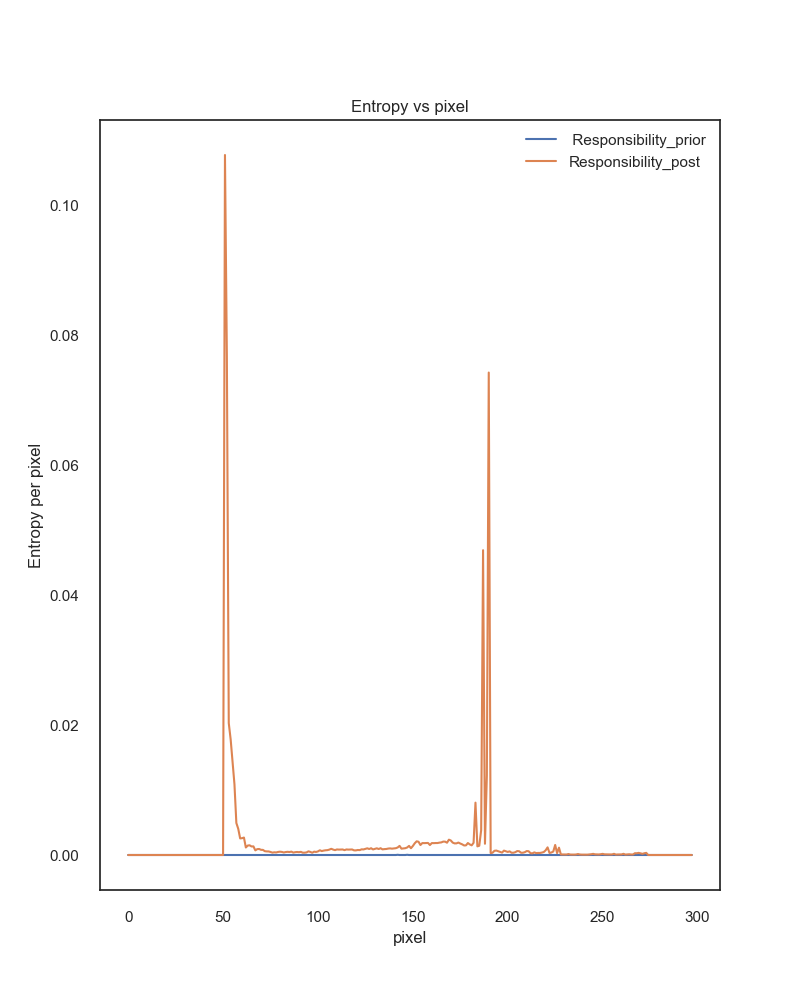 Entropy vs pixel
Responsibility_prior
Responsibility_post
Entropy per pixel
0.10
0.08
0.06
0.04
0.02
0.00
0 50 100 150 200 250 300
pixel